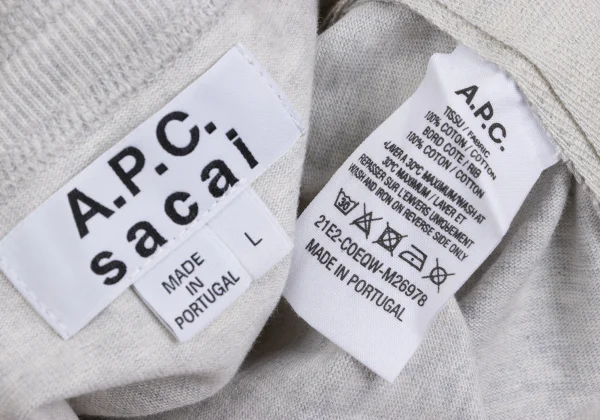 A.P.C.
sacai
L
MADE
IN
PORTUGAL
A.P.C.
TISSU / FABRIC
100% COTON / COTTON
BORD COTE / RIB
100% COTON / COTTON
LAVER A 30°C MAXIMUM/WASH AT
30°C MAXIMUM / LAVER ET
REPASSER SUR L'ENVERS UNIQUEMENT
WASH AND IRON ON REVERSE SIDE ONLY
30
21E2-COEQW-M26978
MADE IN PORTUGAL